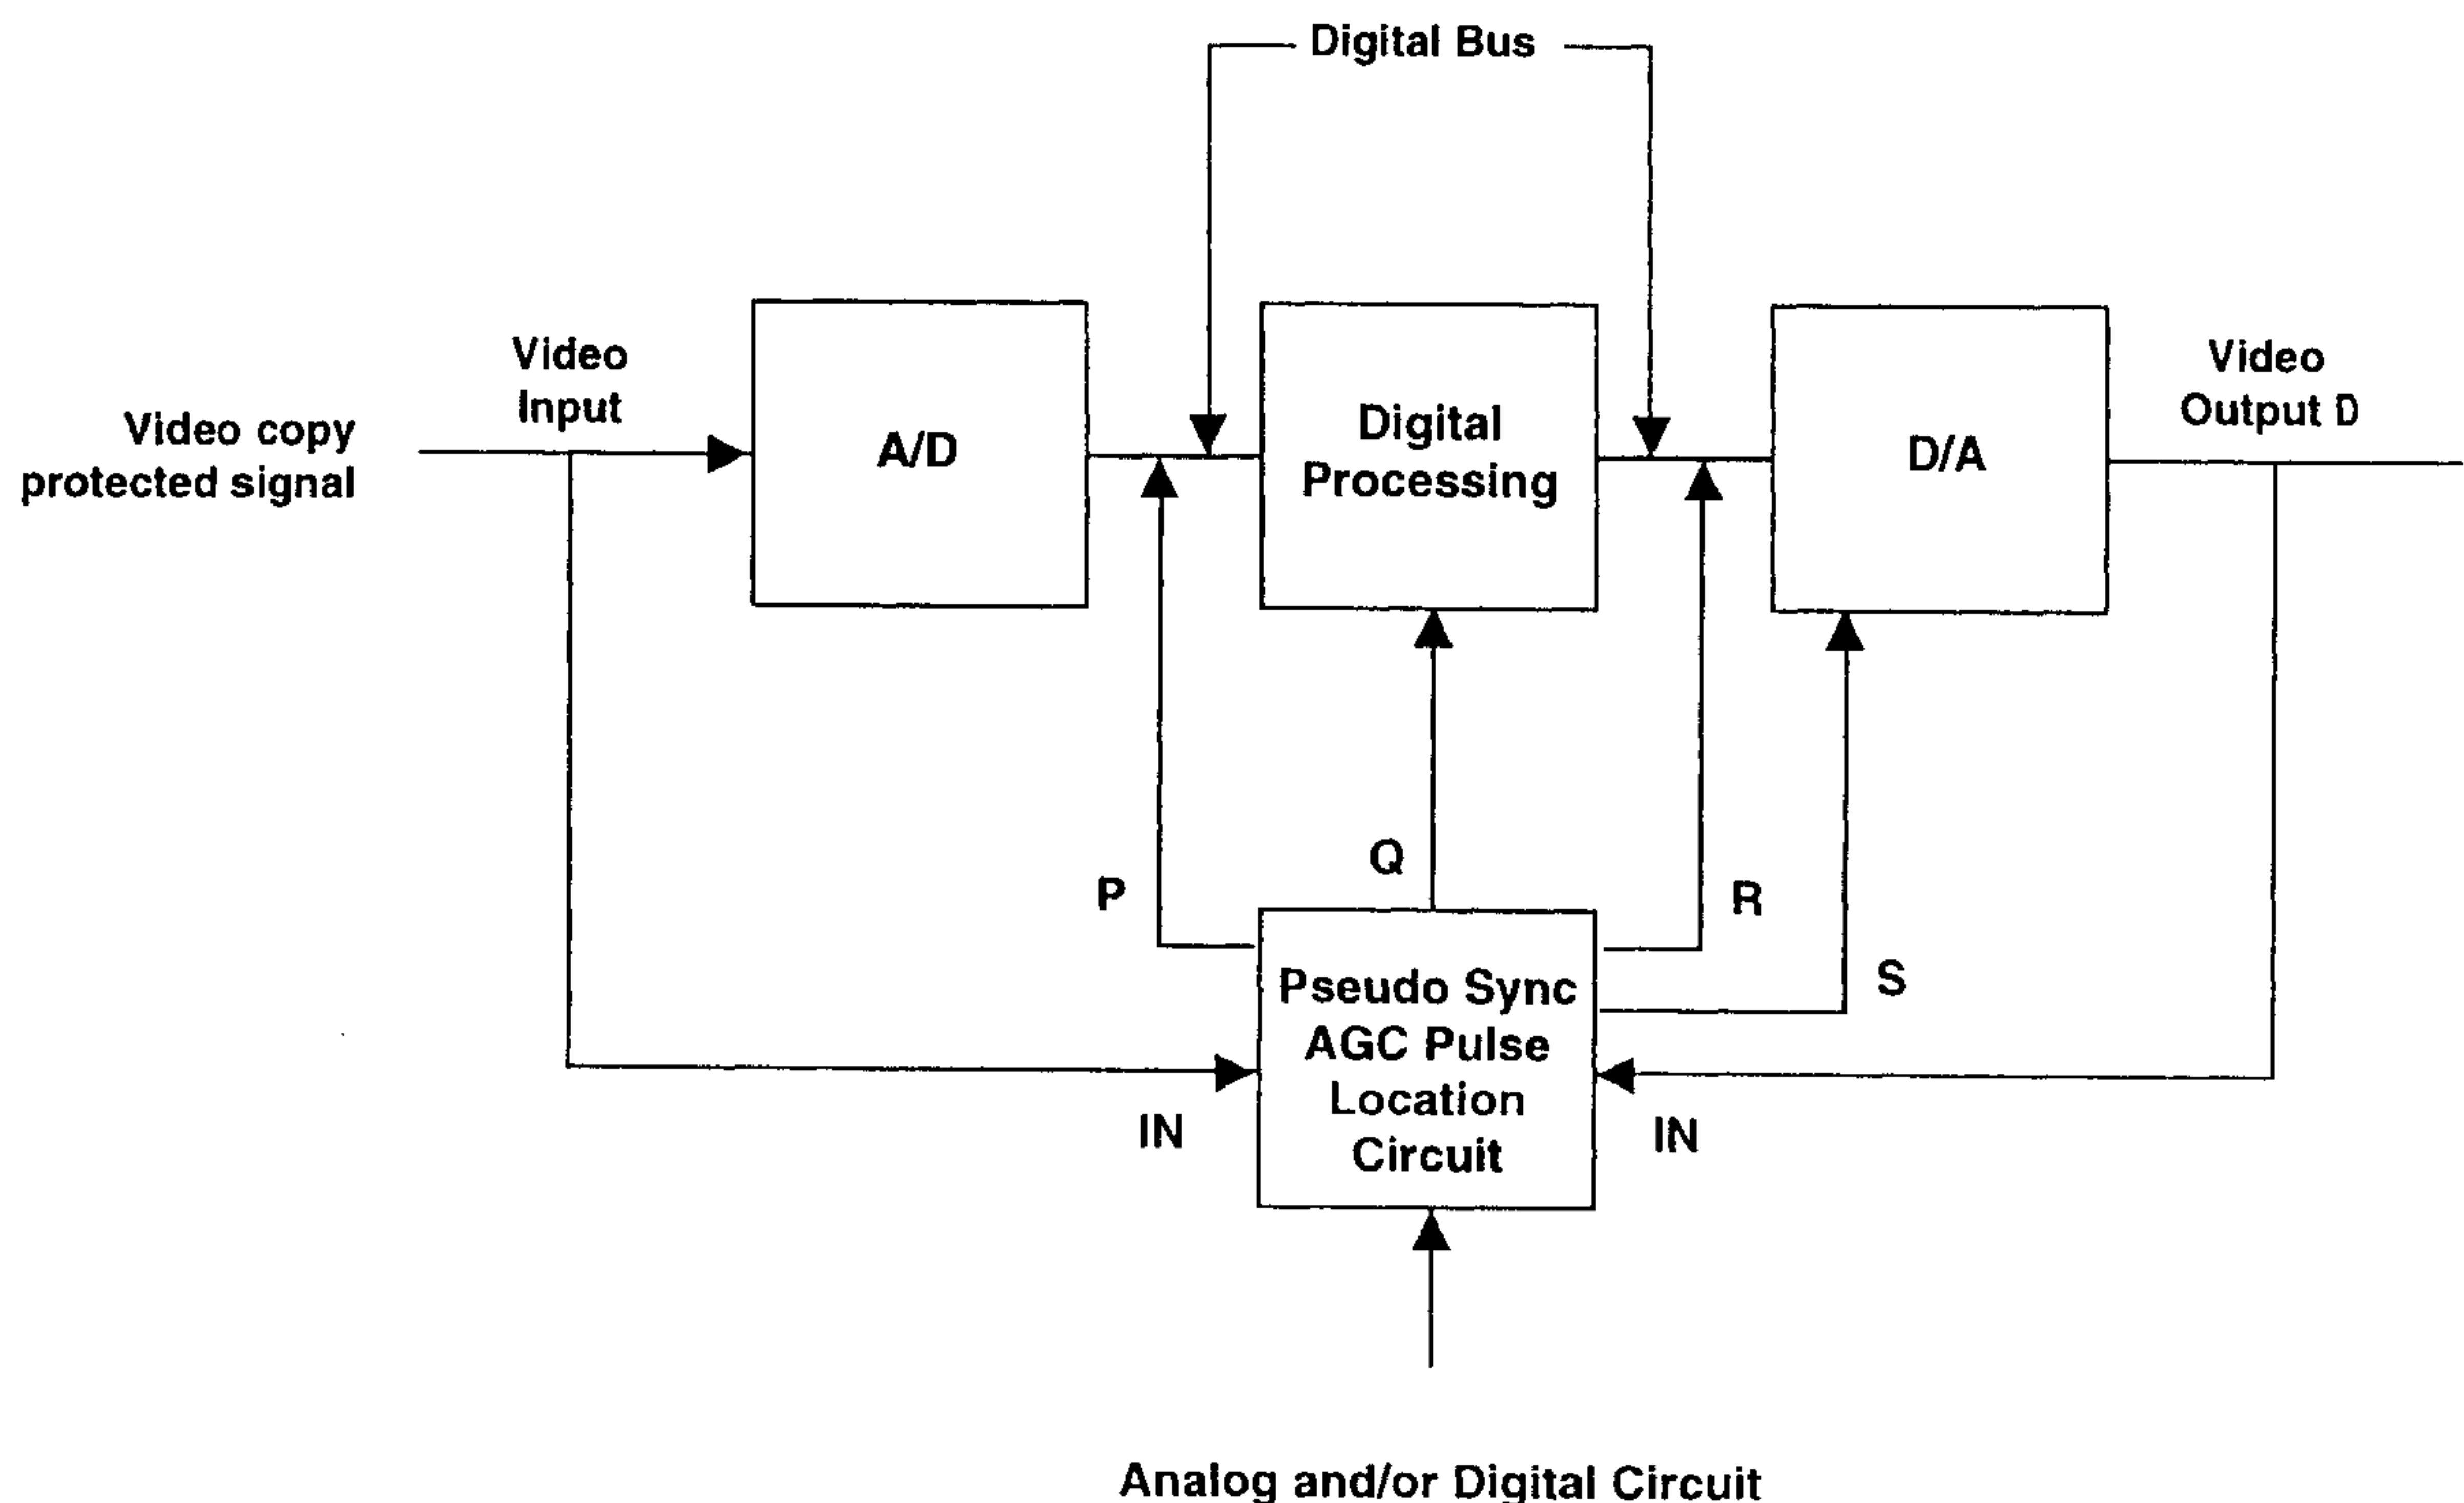 Digital Bus
Video
Input
Video copy
protected signal
A/D
Digital
Processing
D/A
Video
Output D
P
Q
R
S
Pseudo Sync
AGC Pulse
Location
Circuit
IN
IN
Analog and/or Digital Circuit